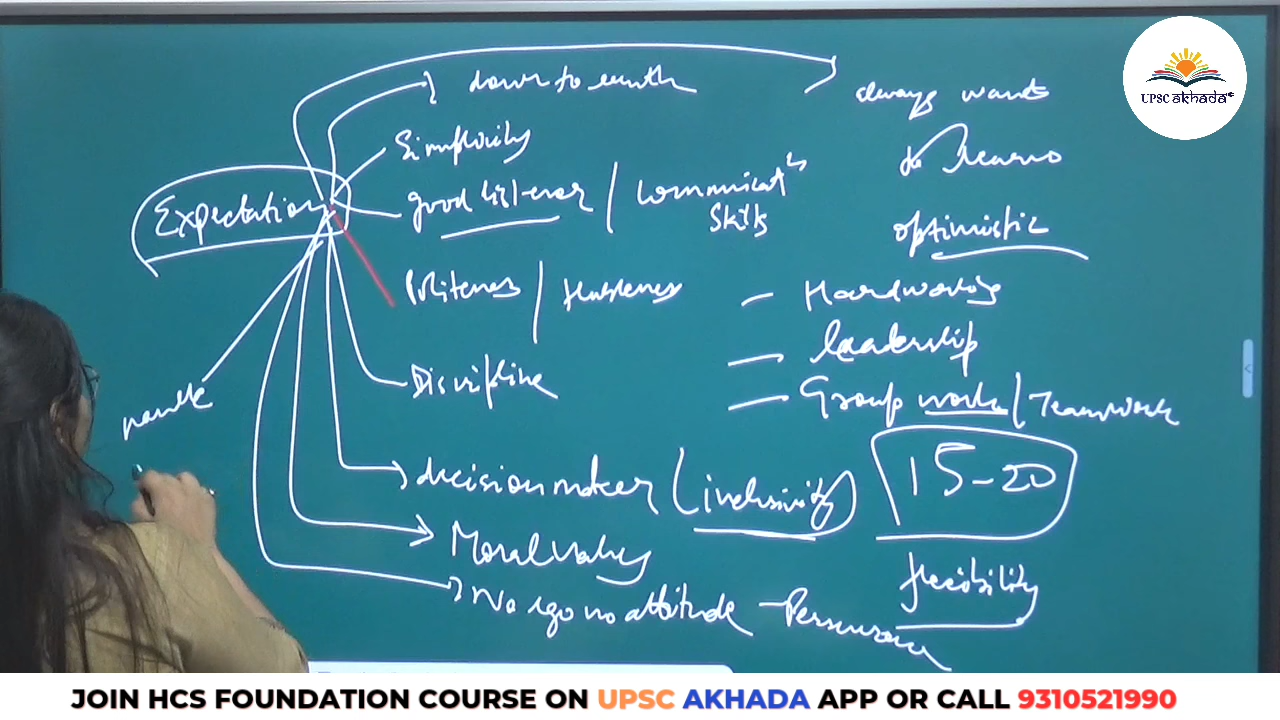 UPSC akhada
down to earth
always wants
to learn
Simplicity
Expectation
good listener / Communicatn
Skills
optimistic
Politeness / Humbleness
- Hardworking
- leadership
Discipline
- Group work / Teamwork
decision maker (inclusivity)
15-20
Moral values
flexibility
No ego no attitude -
JOIN HCS FOUNDATION COURSE ON UPSC AKHADA APP OR CALL 9310521990